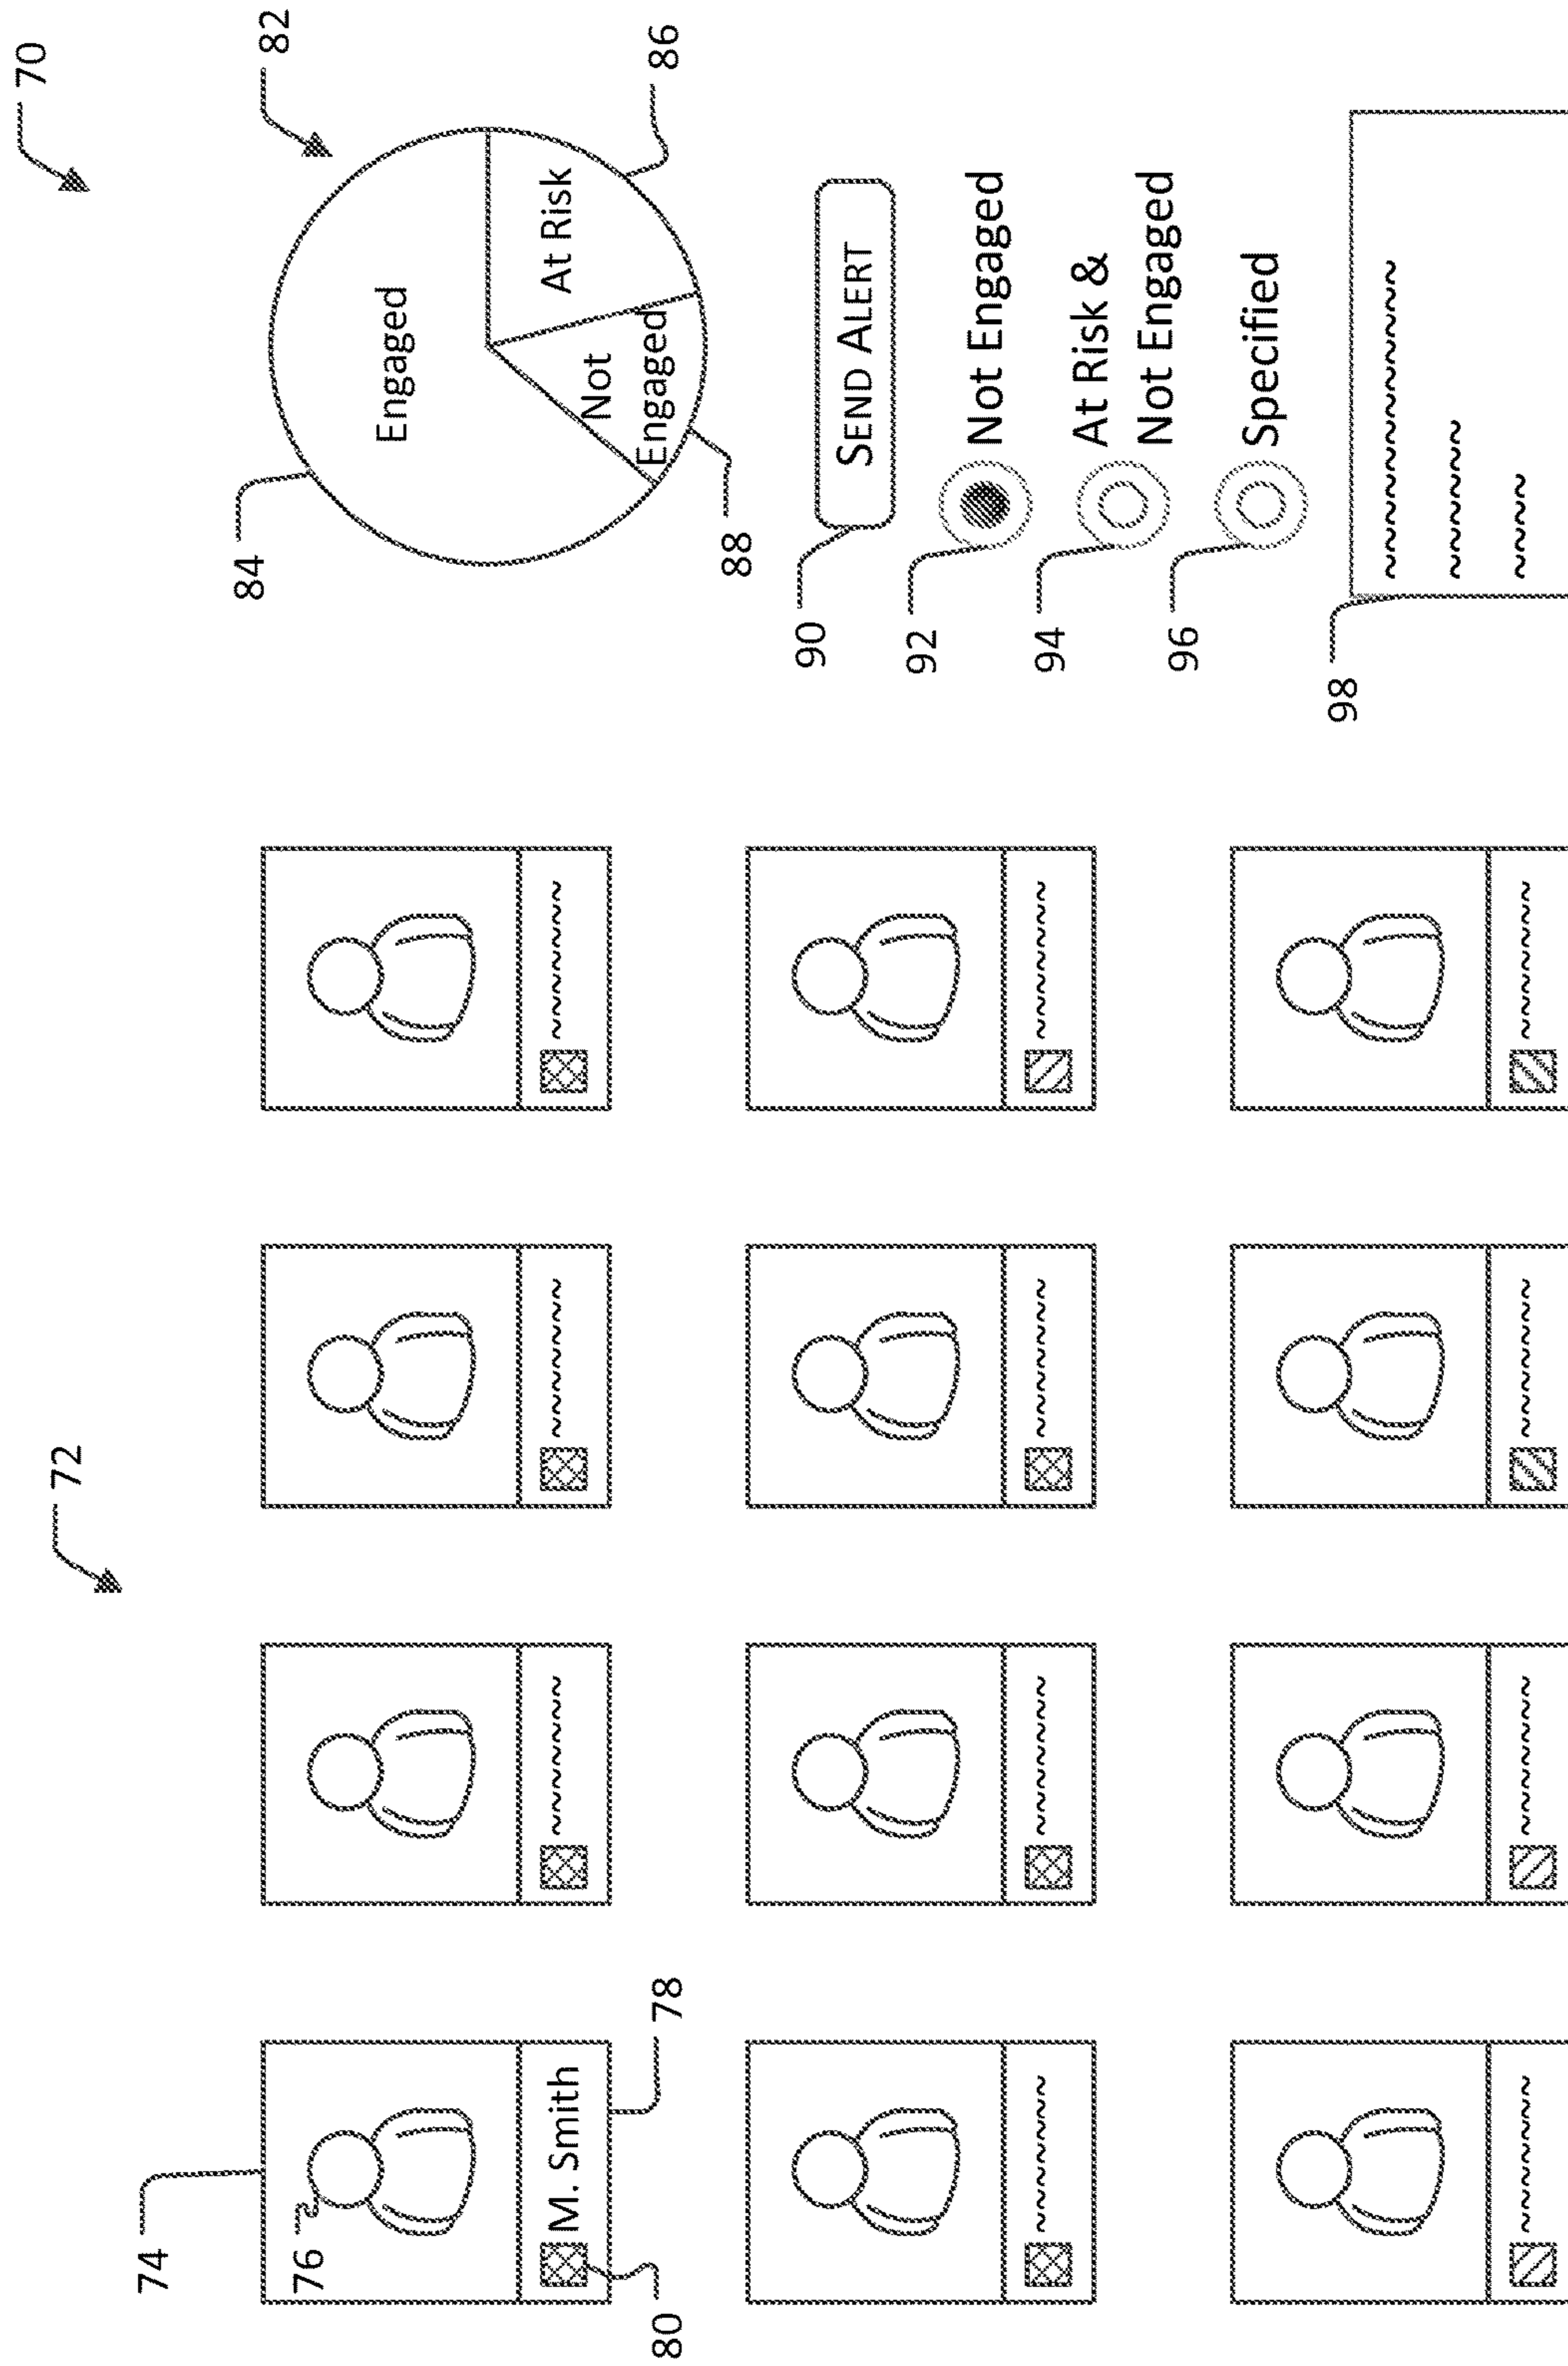 70
72
74
76
M. Smith
78
80
82
84
Engaged
At Risk
86
Not
Engaged
88
SEND ALERT
90
Not Engaged
92
At Risk &
Not Engaged
94
Specified
96
98